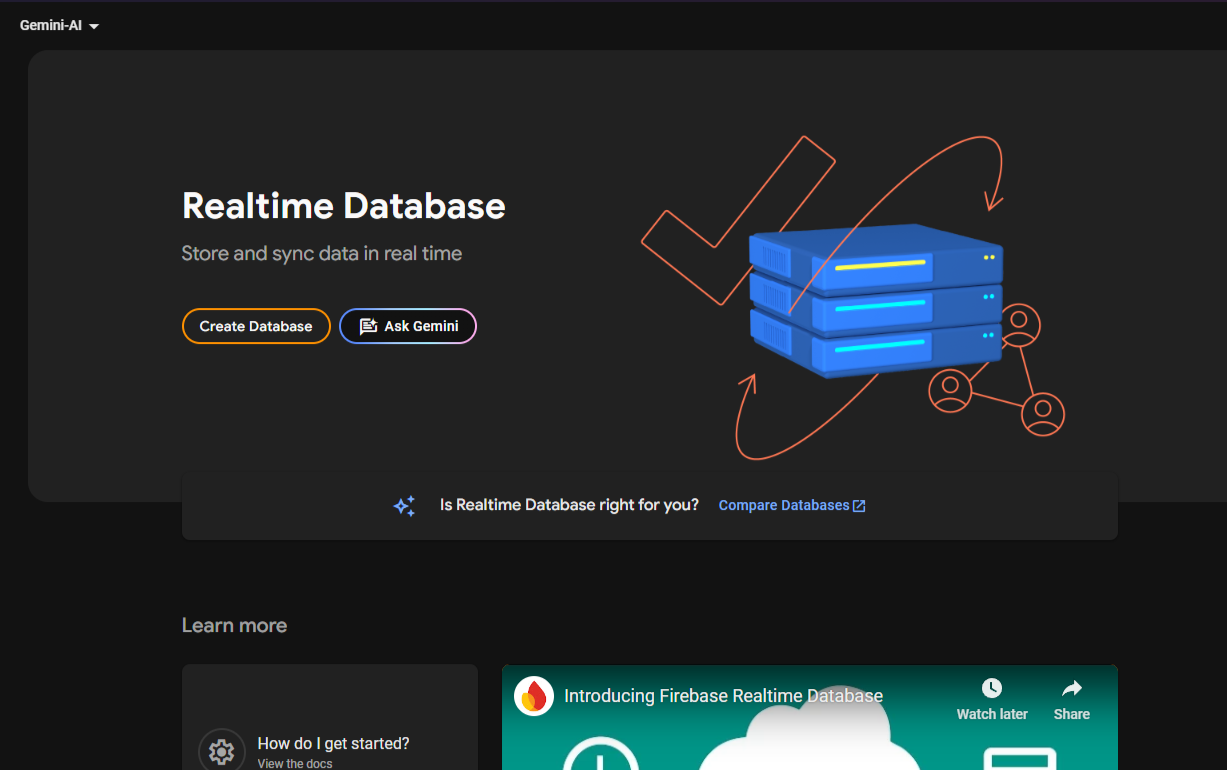 Gemini-AI
Realtime Database
Store and sync data in real time
Create Database
Ask Gemini
Is Realtime Database right for you?
Compare Databases
Learn more
How do I get started?
View the docs
Introducing Firebase Realtime Database
Watch later
Share